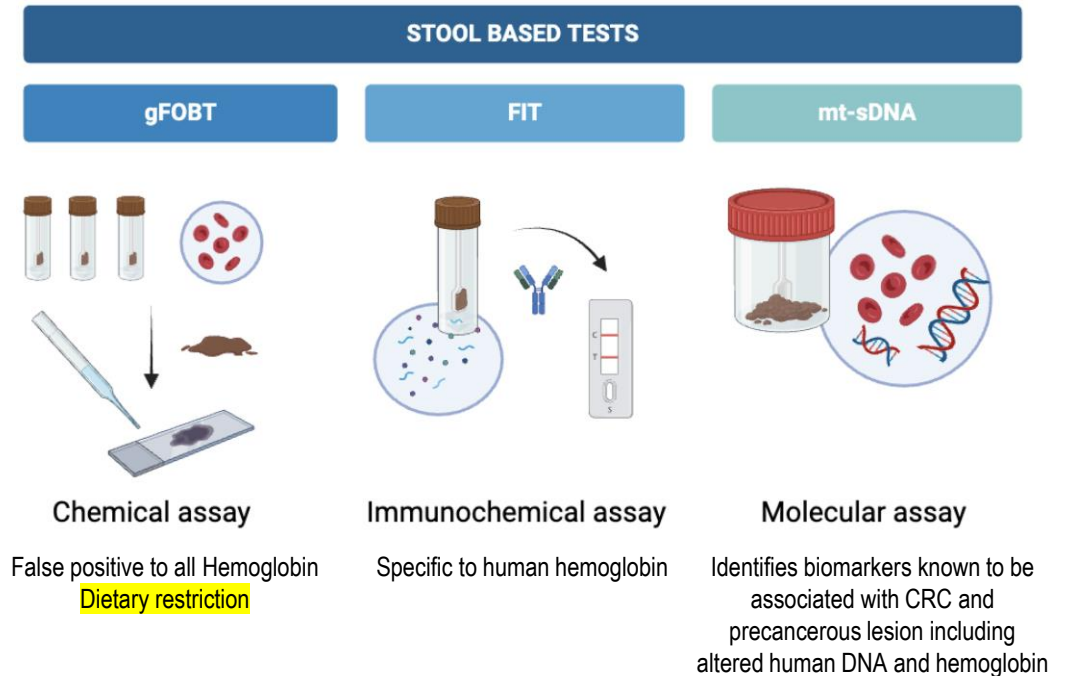 STOOL BASED TESTS
gFOBT
FIT
mt-sDNA
C
T
S
Chemical assay
Immunochemical assay
Molecular assay
False positive to all Hemoglobin
Dietary restriction
Specific to human hemoglobin
Identifies biomarkers known to be
associated with CRC and
precancerous lesion including
altered human DNA and hemoglobin